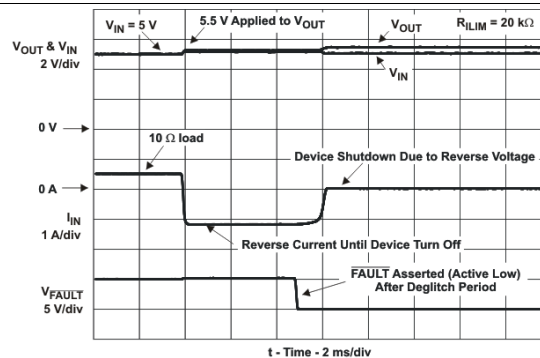 V_IN = 5 V
5.5 V Applied to V_OUT
V_OUT
R_ILIM = 20 kΩ
V_OUT & V_IN
2 V/div
V_IN
0 V
10 Ω load
Device Shutdown Due to Reverse Voltage
0 A
I_IN
1 A/div
Reverse Current Until Device Turn Off
FAULT Asserted (Active Low)
After Deglitch Period
V_FAULT
5 V/div
t - Time - 2 ms/div